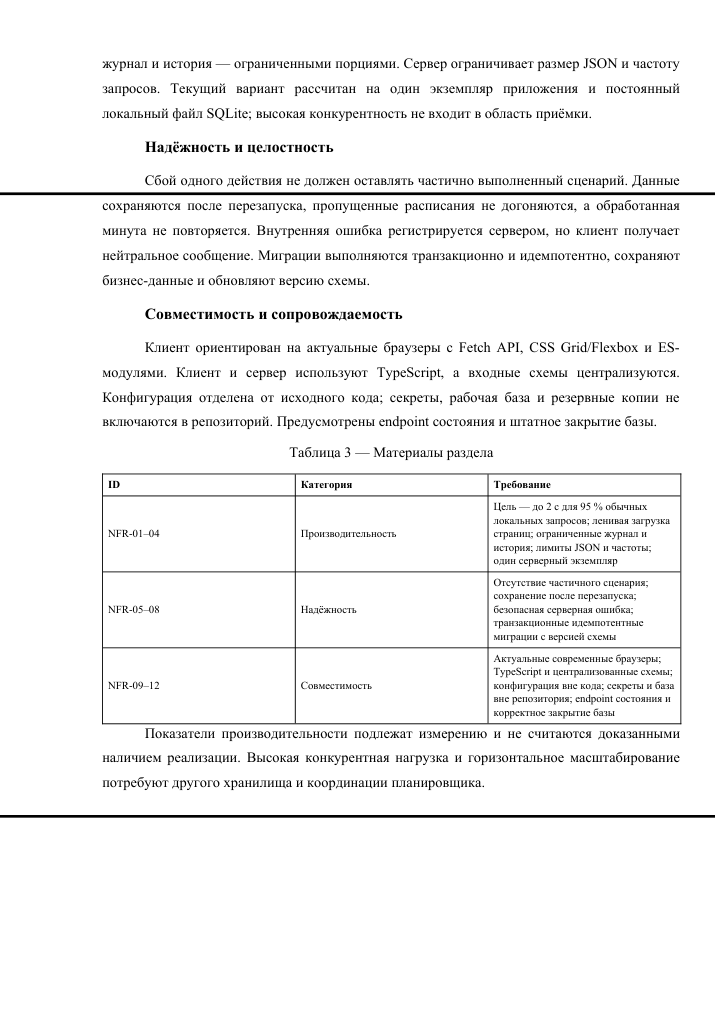 журнал и история — ограниченными порциями. Сервер ограничивает размер JSON и частоту
запросов. Текущий вариант рассчитан на один экземпляр приложения и постоянный
локальный файл SQLite; высокая конкурентность не входит в область приёмки.
Надёжность и целостность
Сбой одного действия не должен оставлять частично выполненный сценарий. Данные
сохраняются после перезапуска, пропущенные расписания не догоняются, а обработанная
минута не повторяется. Внутренняя ошибка регистрируется сервером, но клиент получает
нейтральное сообщение. Миграции выполняются транзакционно и идемпотентно, сохраняют
бизнес-данные и обновляют версию схемы.
Совместимость и сопровождаемость
Клиент ориентирован на актуальные браузеры с Fetch API, CSS Grid/Flexbox и ES-
модулями. Клиент и сервер используют TypeScript, а входные схемы централизуются.
Конфигурация отделена от исходного кода; секреты, рабочая база и резервные копии не
включаются в репозиторий. Предусмотрены endpoint состояния и штатное закрытие базы.
Таблица 3 — Материалы раздела
ID Категория Требование
NFR-01–04 Производительность
Цель — до 2 с для 95 % обычных
локальных запросов; ленивая загрузка
страниц; ограниченные журнал и
история; лимиты JSON и частоты;
один серверный экземпляр
NFR-05–08 Надёжность
Отсутствие частичного сценария;
сохранение после перезапуска;
безопасная серверная ошибка;
транзакционные идемпотентные
миграции с версией схемы
NFR-09–12 Совместимость
Актуальные современные браузеры;
TypeScript и централизованные схемы;
конфигурация вне кода; секреты и база
вне репозитория; endpoint состояния и
корректное закрытие базы
Показатели производительности подлежат измерению и не считаются доказанными
наличием реализации. Высокая конкурентная нагрузка и горизонтальное масштабирование
потребуют другого хранилища и координации планировщика.